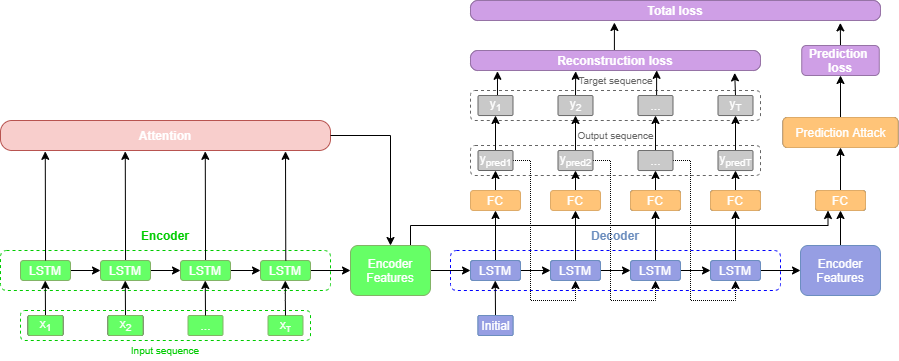 Total loss
Reconstruction loss
Prediction
loss
Target sequence
y1
y2
...
yT
Attention
Output sequence
Prediction Attack
ypred1
ypred2
...
ypredT
FC
FC
FC
FC
FC
Encoder
Decoder
LSTM
LSTM
LSTM
LSTM
Encoder
Features
LSTM
LSTM
LSTM
LSTM
Encoder
Features
x1
x2
...
xT
Initial
Input sequence